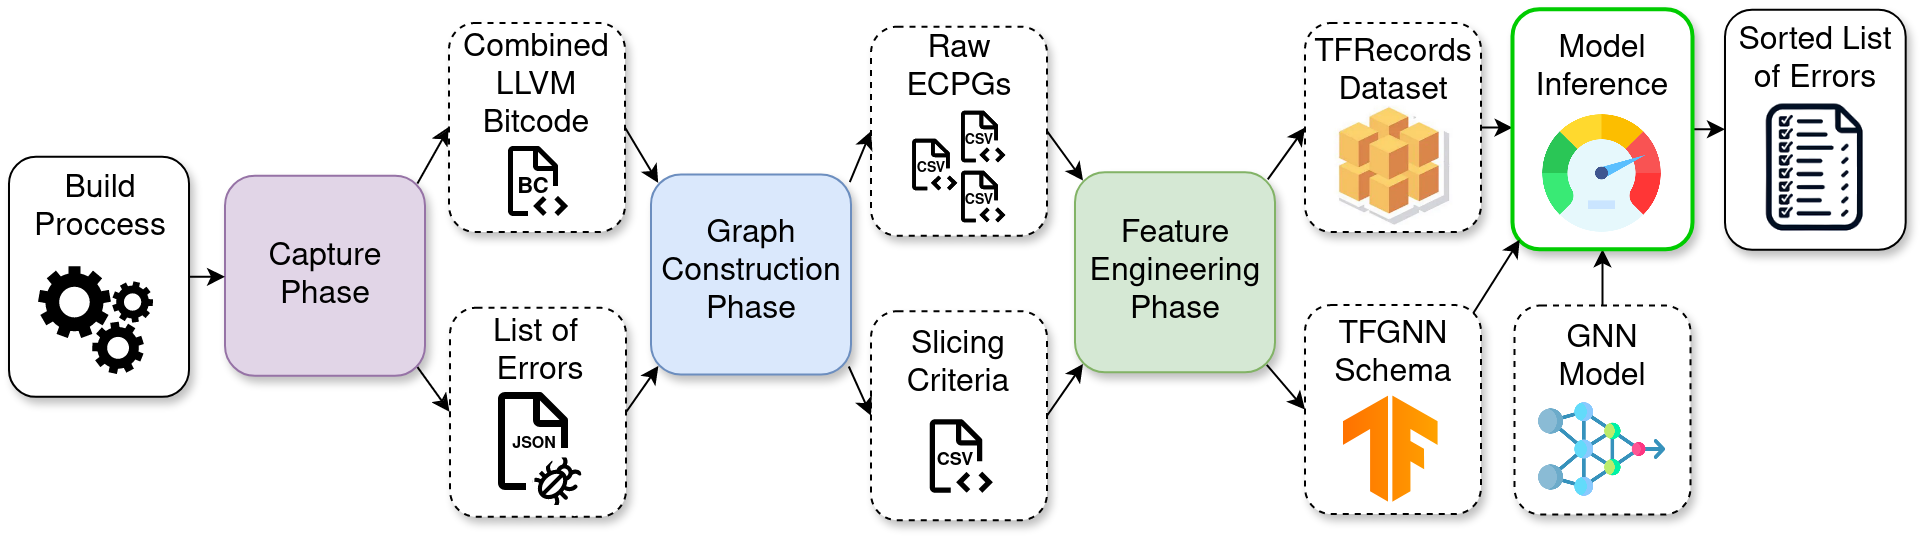 Build
Proccess
Capture
Phase
Combined
LLVM
Bitcode
BC
List of
Errors
JSON
Graph
Construction
Phase
Raw
ECPGs
CSV
CSV
CSV
Slicing
Criteria
CSV
Feature
Engineering
Phase
TFRecords
Dataset
TFGNN
Schema
Model
Inference
GNN
Model
Sorted List
of Errors